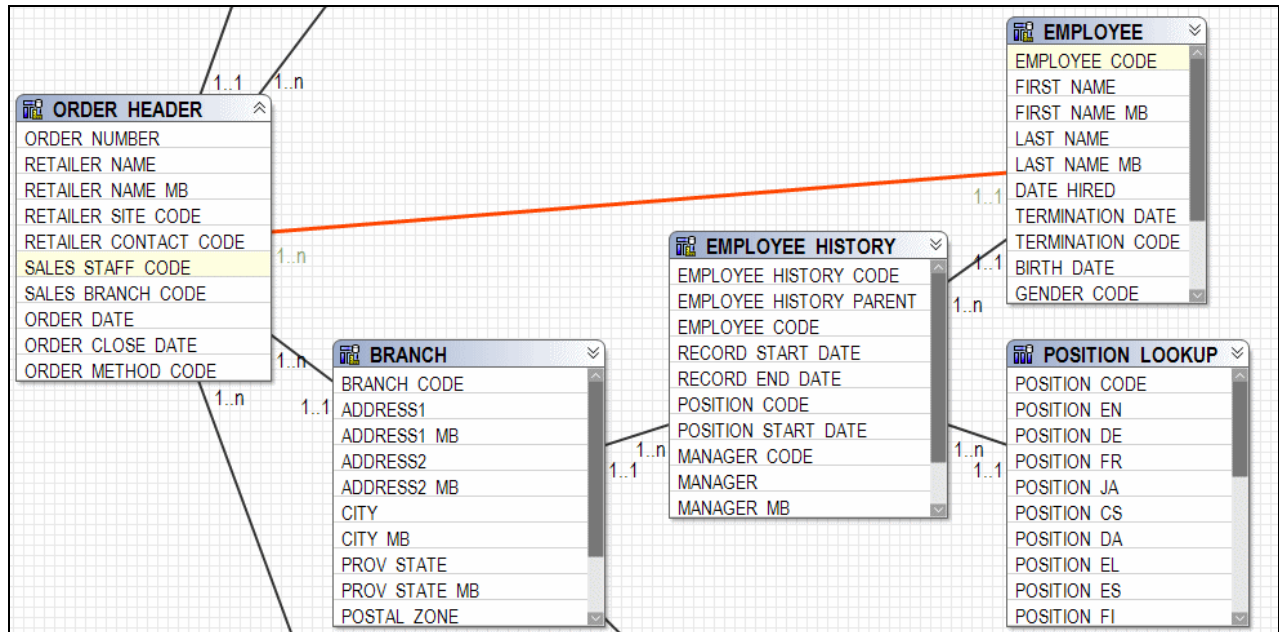 1..1
1..n
ORDER HEADER
ORDER NUMBER
RETAILER NAME
RETAILER NAME MB
RETAILER SITE CODE
RETAILER CONTACT CODE
SALES STAFF CODE
SALES BRANCH CODE
ORDER DATE
ORDER CLOSE DATE
ORDER METHOD CODE
1..n
1..n
1..n
1..1
BRANCH
BRANCH CODE
ADDRESS1
ADDRESS1 MB
ADDRESS2
ADDRESS2 MB
CITY
CITY MB
PROV STATE
PROV STATE MB
POSTAL ZONE
1..n
1..1
EMPLOYEE HISTORY
EMPLOYEE HISTORY CODE
EMPLOYEE HISTORY PARENT
EMPLOYEE CODE
RECORD START DATE
RECORD END DATE
POSITION CODE
POSITION START DATE
MANAGER CODE
MANAGER
MANAGER MB
1..1
1..1
1..n
EMPLOYEE
EMPLOYEE CODE
FIRST NAME
FIRST NAME MB
LAST NAME
LAST NAME MB
DATE HIRED
TERMINATION DATE
TERMINATION CODE
BIRTH DATE
GENDER CODE
1..n
1..1
POSITION LOOKUP
POSITION CODE
POSITION EN
POSITION DE
POSITION FR
POSITION JA
POSITION CS
POSITION DA
POSITION EL
POSITION ES
POSITION FI